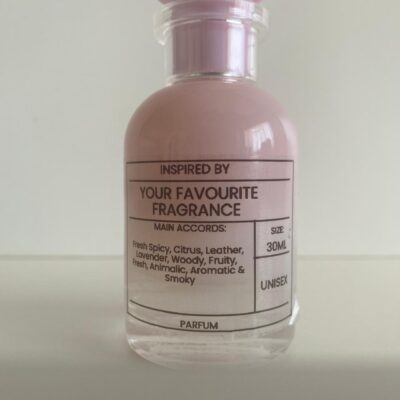 INSPIRED BY
YOUR FAVOURITE
FRAGRANCE
MAIN ACCORDS:
Fresh Spicy, Citrus, Leather,
Lavender, Woody, Fruity,
Fresh, Animalic, Aromatic &
Smoky
SIZE:
30ML
UNISEX
PARFUM